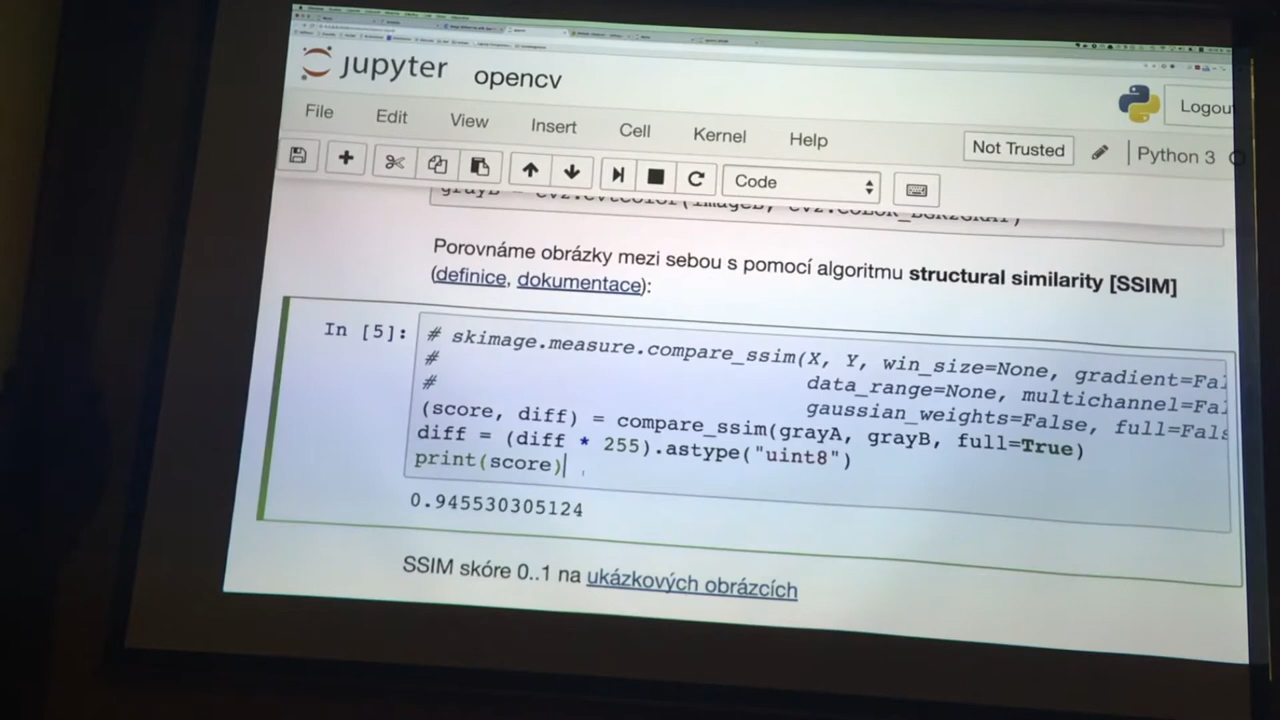 jupyter opencv
Logou
File Edit View Insert Cell Kernel Help
Not Trusted
Python 3
Code
Porovnáme obrázky mezi sebou s pomocí algoritmu structural similarity [SSIM]
(definice, dokumentace):
In [5]:
# skimage.measure.compare_ssim(X, Y, win_size=None, gradient=Fal
# data_range=None, multichannel=Fal
# gaussian_weights=False, full=Fals
(score, diff) = compare_ssim(grayA, grayB, full=True)
diff = (diff * 255).astype("uint8")
print(score)
0.945530305124
SSIM skóre 0..1 na ukázkových obrázcích